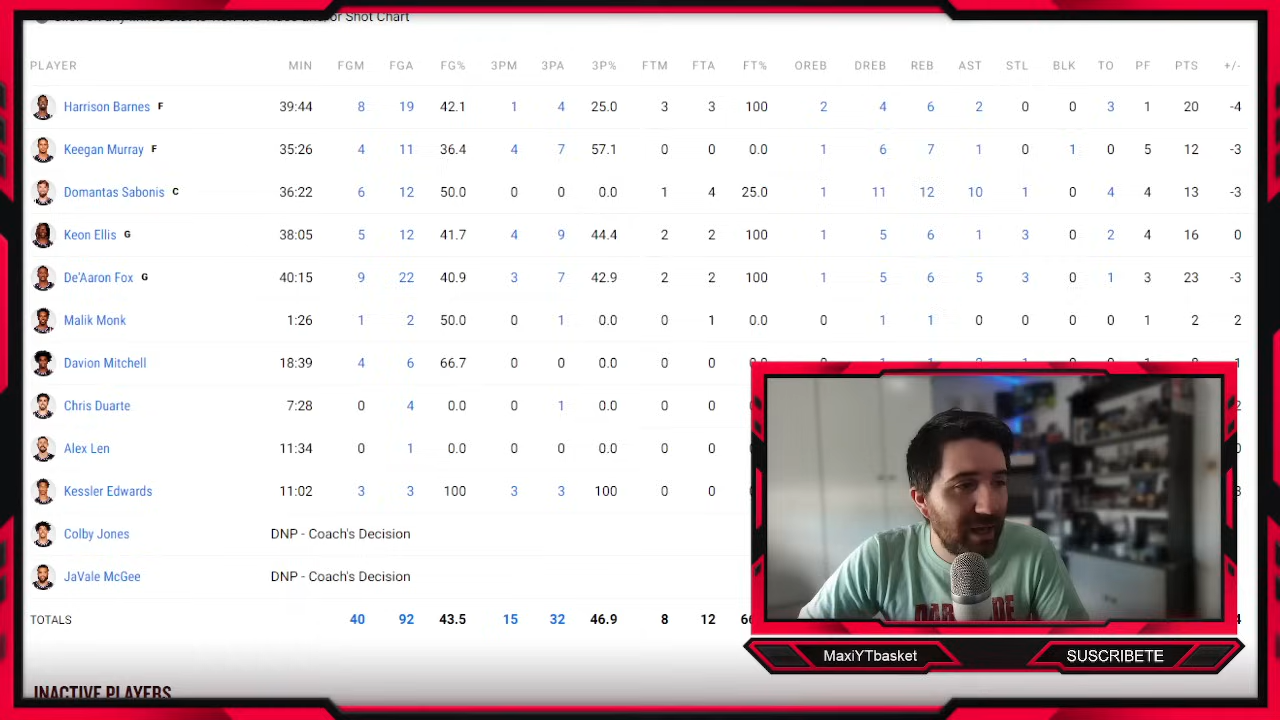 or Shot Chart
PLAYER MIN FGM FGA FG% 3PM 3PA 3P% FTM FTA FT% OREB DREB REB AST STL BLK TO PF PTS +/-
Harrison Barnes F 39:44 8 19 42.1 1 4 25.0 3 3 100 2 4 6 2 0 0 3 1 20 -4
Keegan Murray F 35:26 4 11 36.4 4 7 57.1 0 0 0.0 1 6 7 1 0 1 0 5 12 -3
Domantas Sabonis C 36:22 6 12 50.0 0 0 0.0 1 4 25.0 1 11 12 10 1 0 4 4 13 -3
Keon Ellis G 38:05 5 12 41.7 4 9 44.4 2 2 100 1 5 6 1 3 0 2 4 16 0
De'Aaron Fox G 40:15 9 22 40.9 3 7 42.9 2 2 100 1 5 6 5 3 0 1 3 23 -3
Malik Monk 1:26 1 2 50.0 0 1 0.0 0 1 0.0 0 1 1 0 0 0 0 1 2 2
Davion Mitchell 18:39 4 6 66.7 0 0 0.0 0 0
Chris Duarte 7:28 0 4 0.0 0 1 0.0 0 0
Alex Len 11:34 0 1 0.0 0 0 0.0 0 0
Kessler Edwards 11:02 3 3 100 3 3 100 0 0
Colby Jones DNP - Coach's Decision
JaVale McGee DNP - Coach's Decision
TOTALS 40 92 43.5 15 32 46.9 8 12
INACTIVE PLAYERS
MaxiYTbasket
SUSCRIBETE